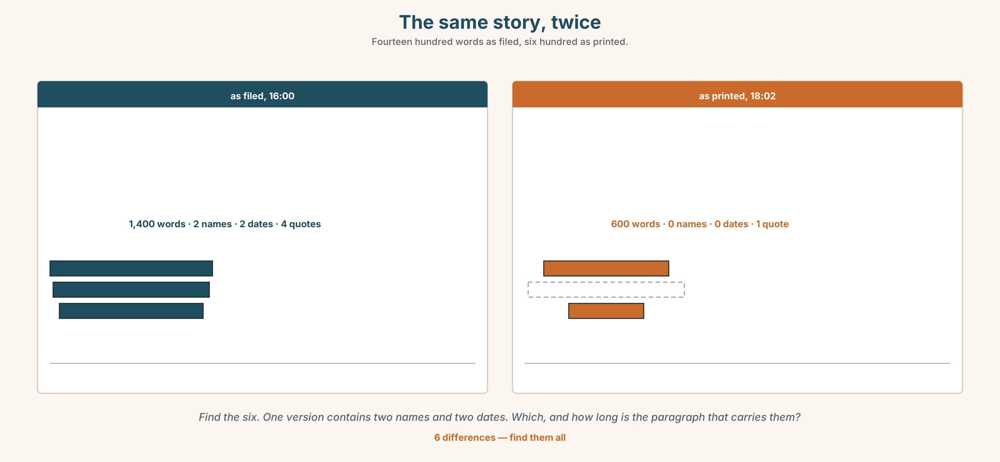 The same story, twice
Fourteen hundred words as filed, six hundred as printed.
as filed, 16:00
1,400 words · 2 names · 2 dates · 4 quotes
as printed, 18:02
600 words · 0 names · 0 dates · 1 quote
Find the six. One version contains two names and two dates. Which, and how long is the paragraph that carries them?
6 differences — find them all